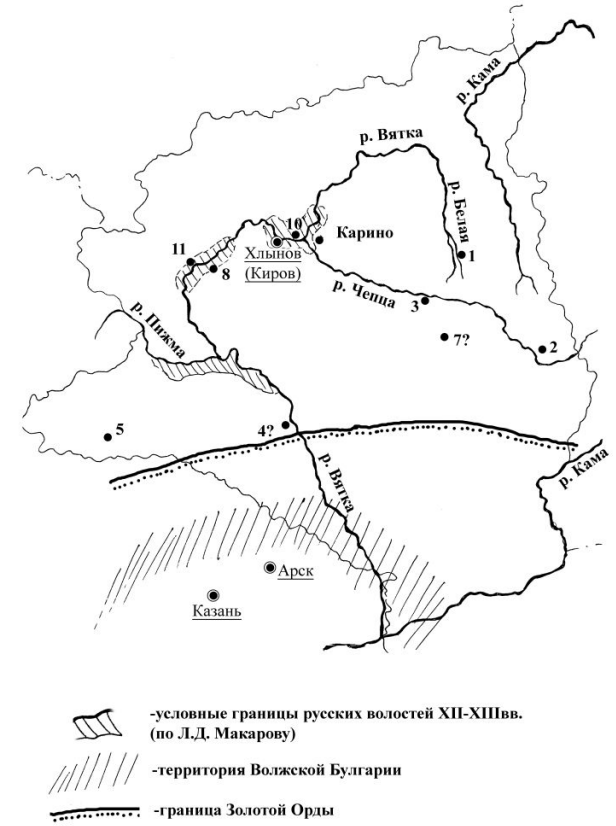 р. Кама
р. Вятка
р. Белая
10
Карино
11
Хлынов
(Киров)
1
8
р. Чепца
3
р. Пижма
7?
2
5
4?
р. Вятка
р. Кама
Арск
Казань
-условные границы русских волостей XII-XIIIвв.
(по Л.Д. Макарову)
-территория Волжской Булгарии
-граница Золотой Орды